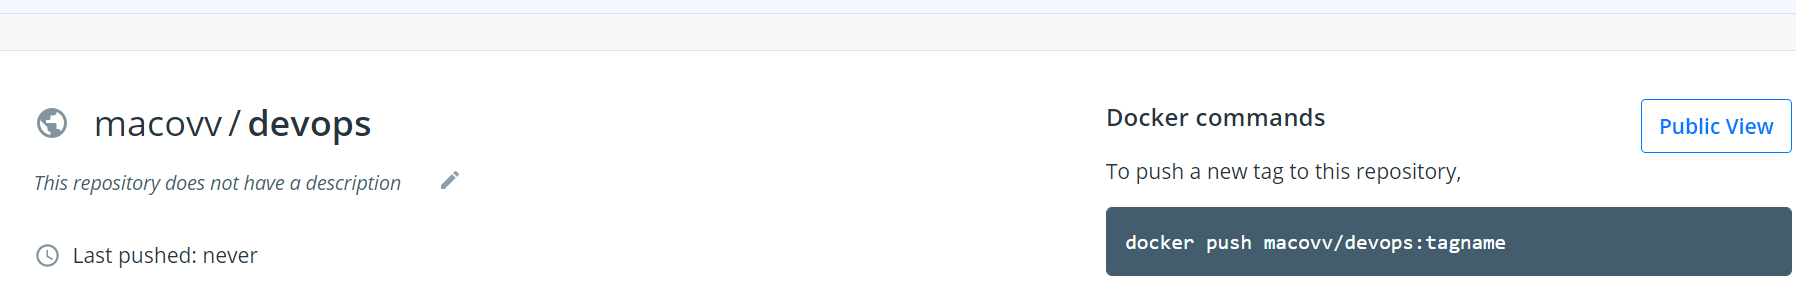 macovv / devops
This repository does not have a description
Last pushed: never
Docker commands
Public View
To push a new tag to this repository,
docker push macovv/devops:tagname